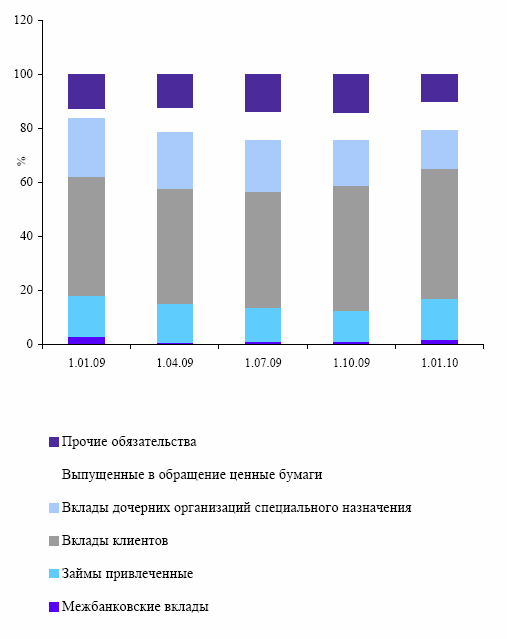 120
100
80
60
40
20
0
%
1.01.09 1.04.09 1.07.09 1.10.09 1.01.10
Прочие обязательства
Выпущенные в обращение ценные бумаги
Вклады дочерних организаций специального назначения
Вклады клиентов
Займы привлеченные
Межбанковские вклады